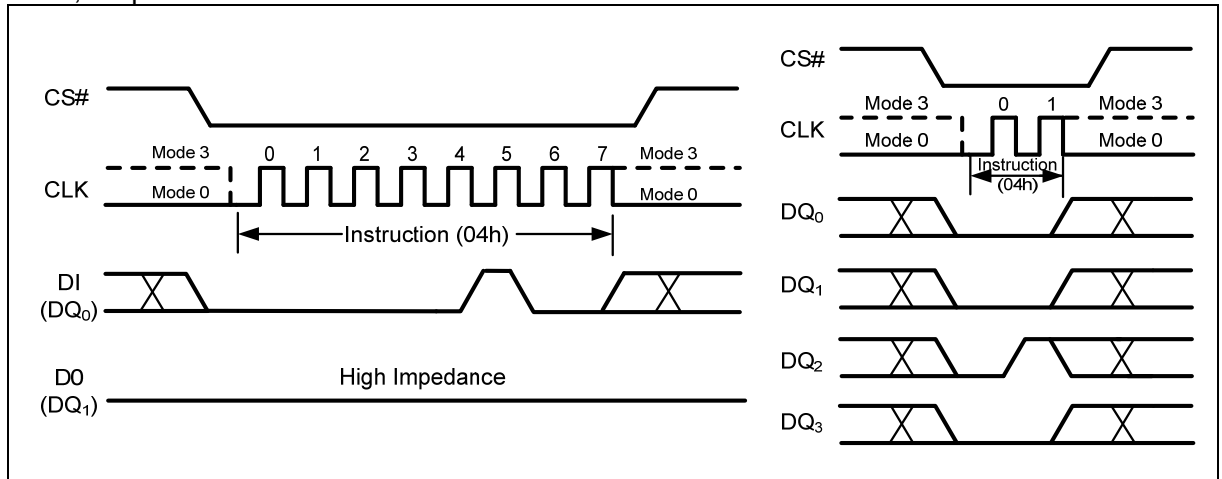 CS#
Mode 3
0 1 2 3 4 5 6 7
Mode 3
CLK
Mode 0
Mode 0
Instruction (04h)
DI
(DQ0)
D0
(DQ1)
High Impedance
CS#
Mode 3
0 1
Mode 3
CLK
Mode 0
Mode 0
Instruction
(04h)
DQ0
DQ1
DQ2
DQ3